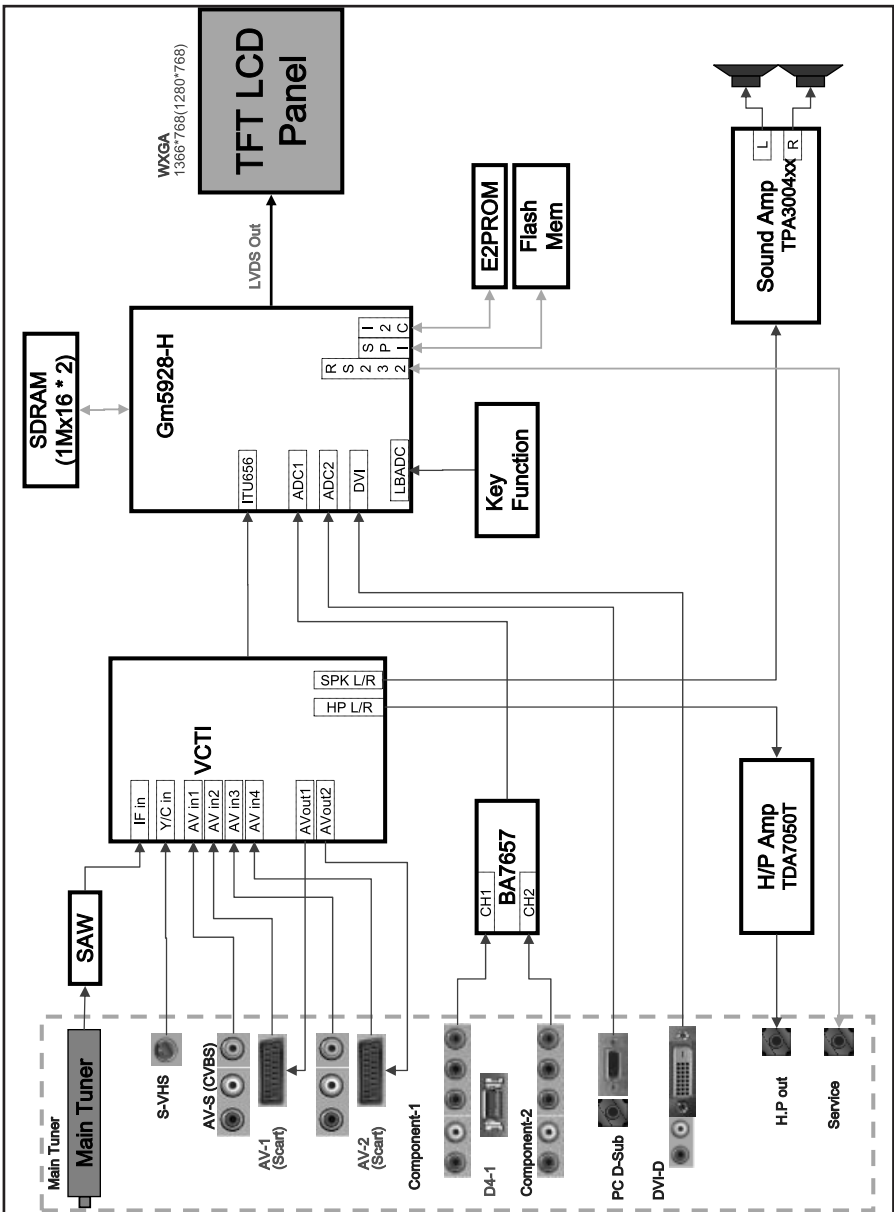 Main Tuner
Main Tuner
S-VHS
AV-S (CVBS)
AV-1
(Scart)
AV-2
(Scart)
Component-1
D4-1
Component-2
PC D-Sub
DVI-D
H.P out
Service
SAW
VCTI
IF in
Y/C in
AV in1
AV in2
AV in3
AV in4
AVout1
AVout2
SPK L/R
HP L/R
BA7657
CH1
CH2
H/P Amp
TDA7050T
SDRAM
(1Mx16 * 2)
Gm5928-H
ITU656
ADC1
ADC2
DVI
LBADC
RS232
SPI
I2C
Key
Function
LVDS Out
WXGA
1366*768(1280*768)
TFT LCD
Panel
E2PROM
Flash
Mem
Sound Amp
TPA3004xx
L
R